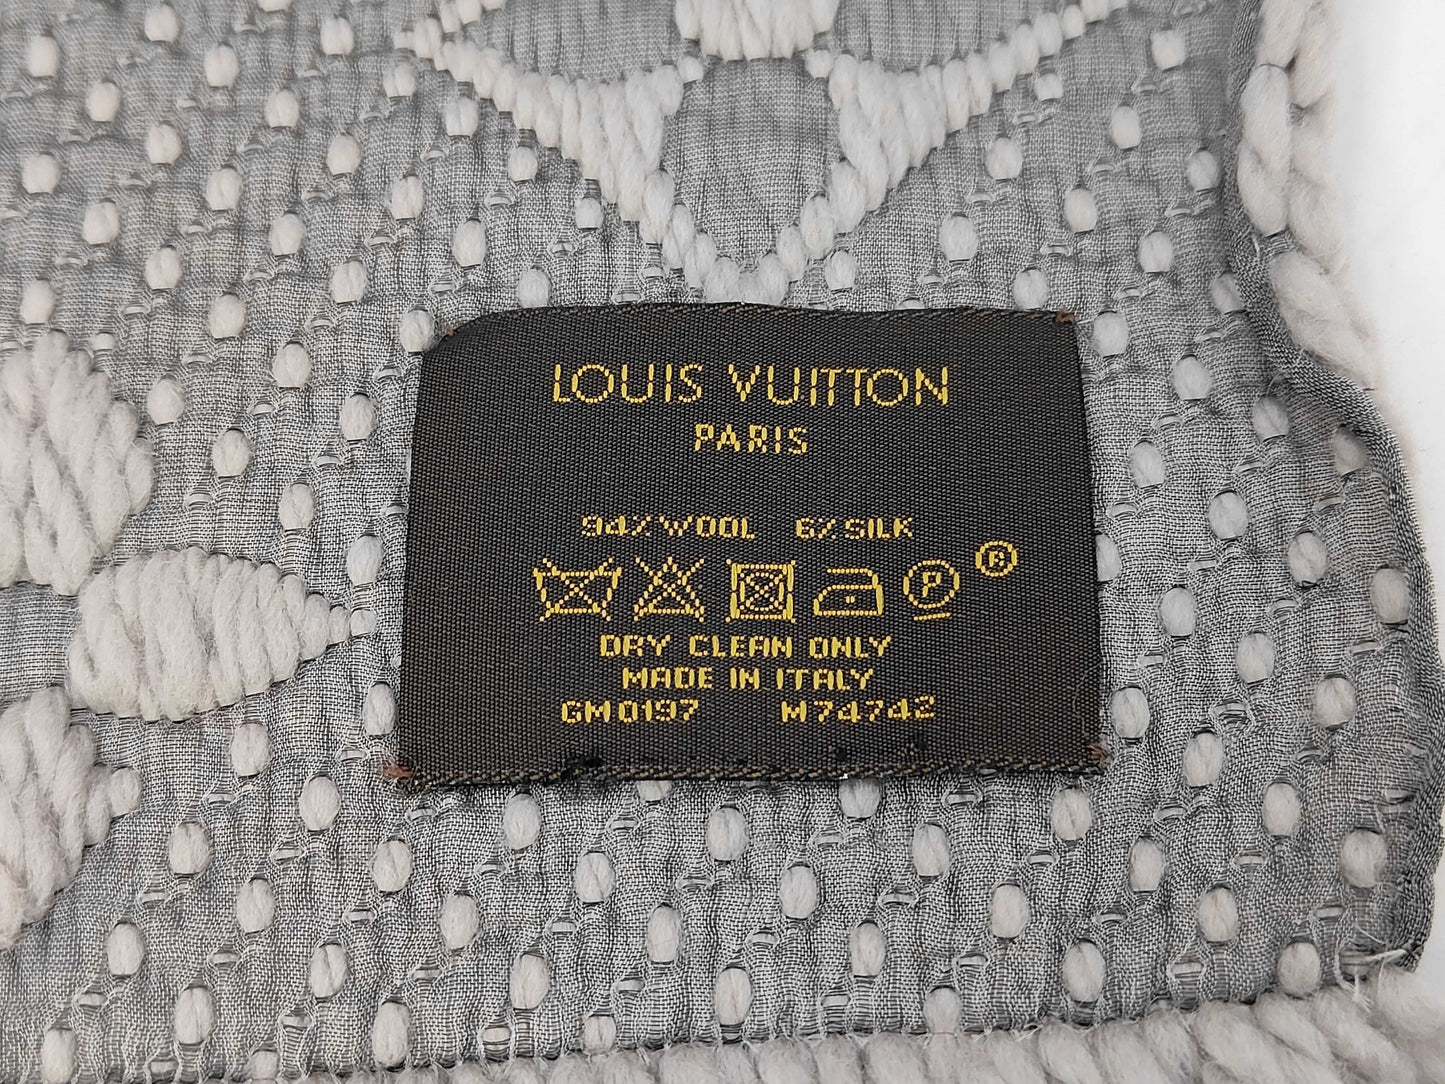 LOUIS VUITTON
PARIS
94% WOOL 6% SILK
P ®
DRY CLEAN ONLY
MADE IN ITALY
GM0197 M74742